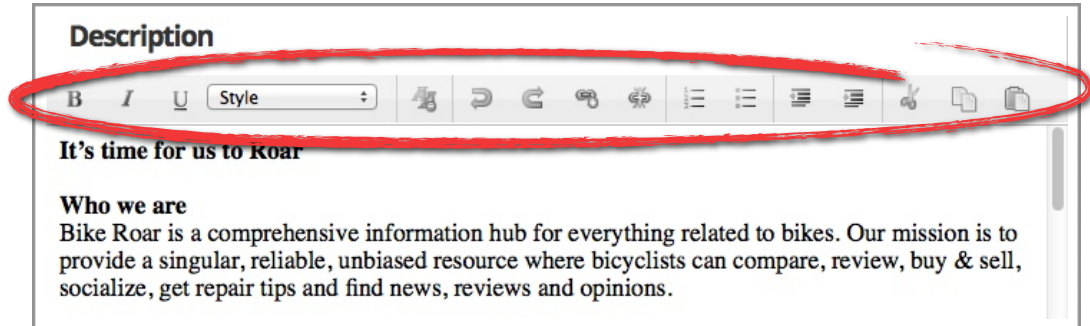 Description
B I U Style
It’s time for us to Roar
Who we are
Bike Roar is a comprehensive information hub for everything related to bikes. Our mission is to
provide a singular, reliable, unbiased resource where bicyclists can compare, review, buy & sell,
socialize, get repair tips and find news, reviews and opinions.